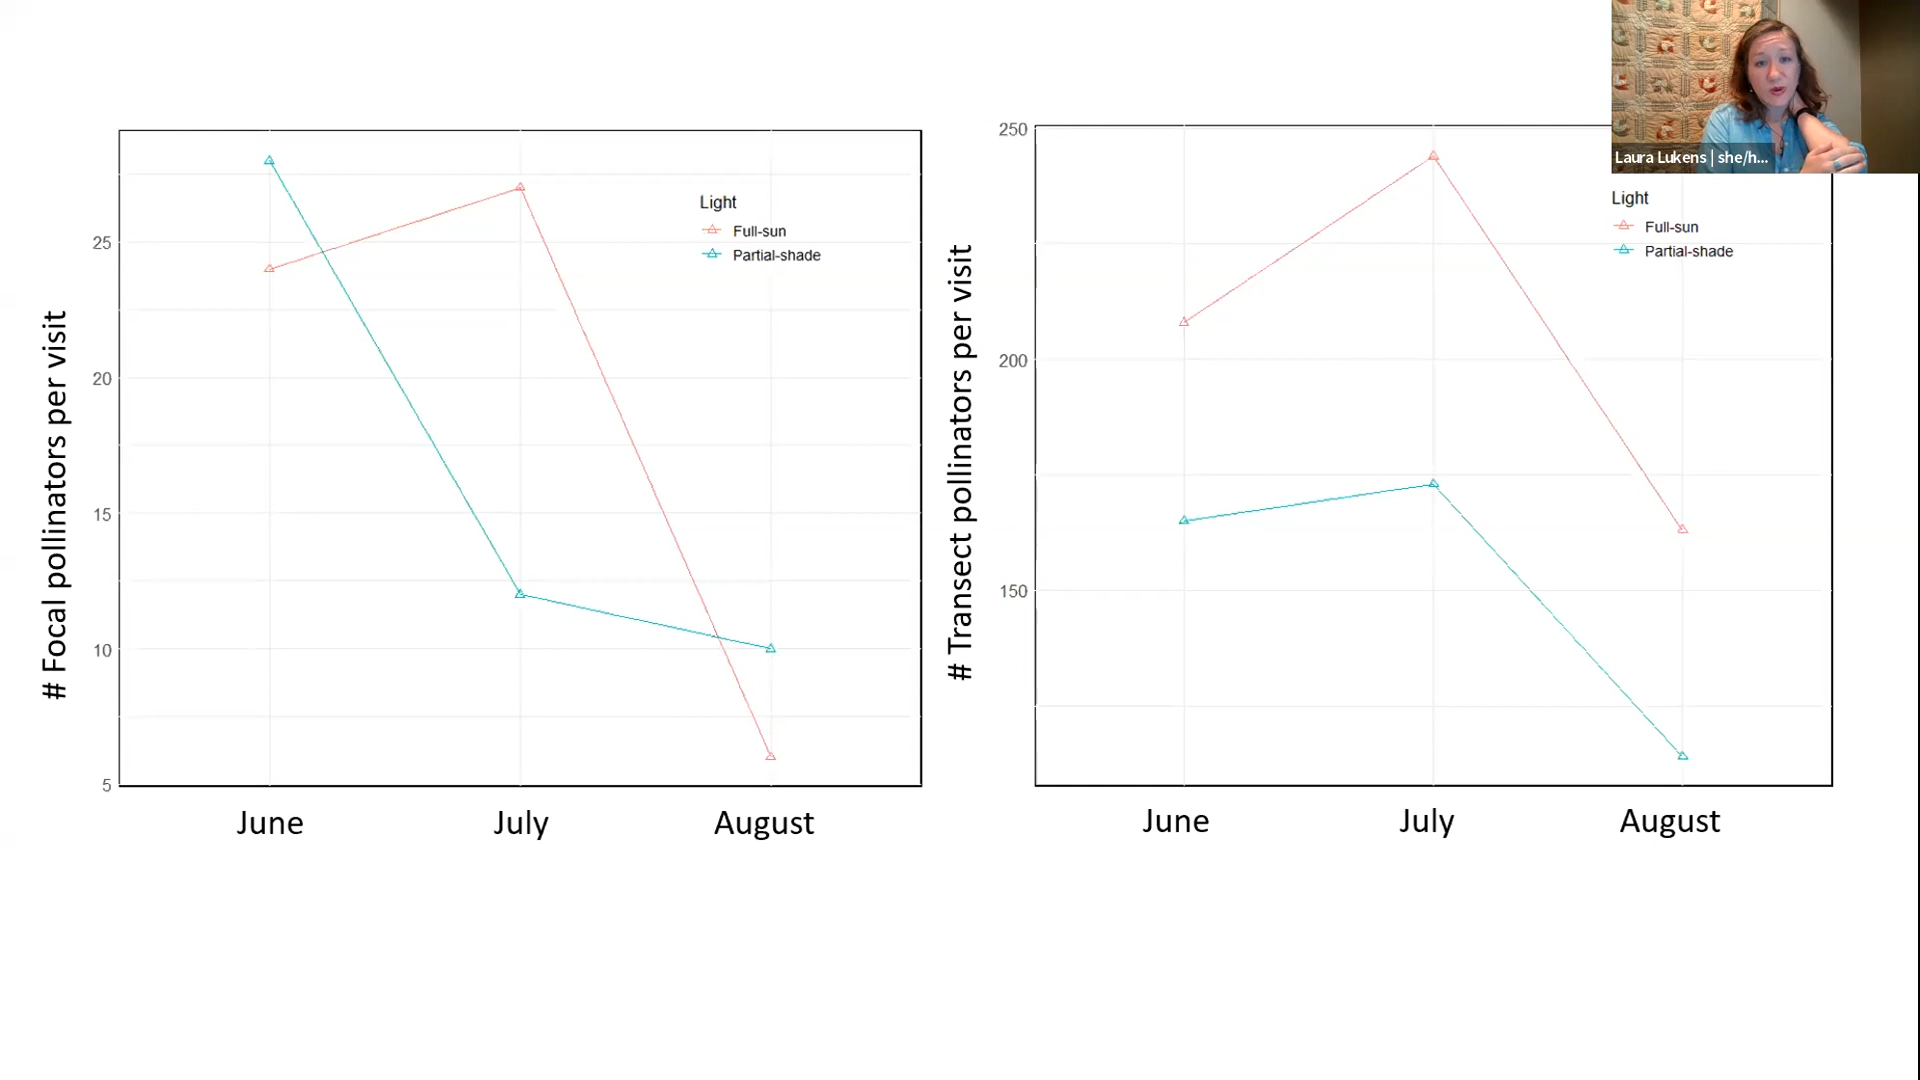 # Focal pollinators per visit
25
20
15
10
5
Light
Full-sun
Partial-shade
June
July
August
# Transect pollinators per visit
250
200
150
Light
Full-sun
Partial-shade
June
July
August
Laura Lukens | she/h...